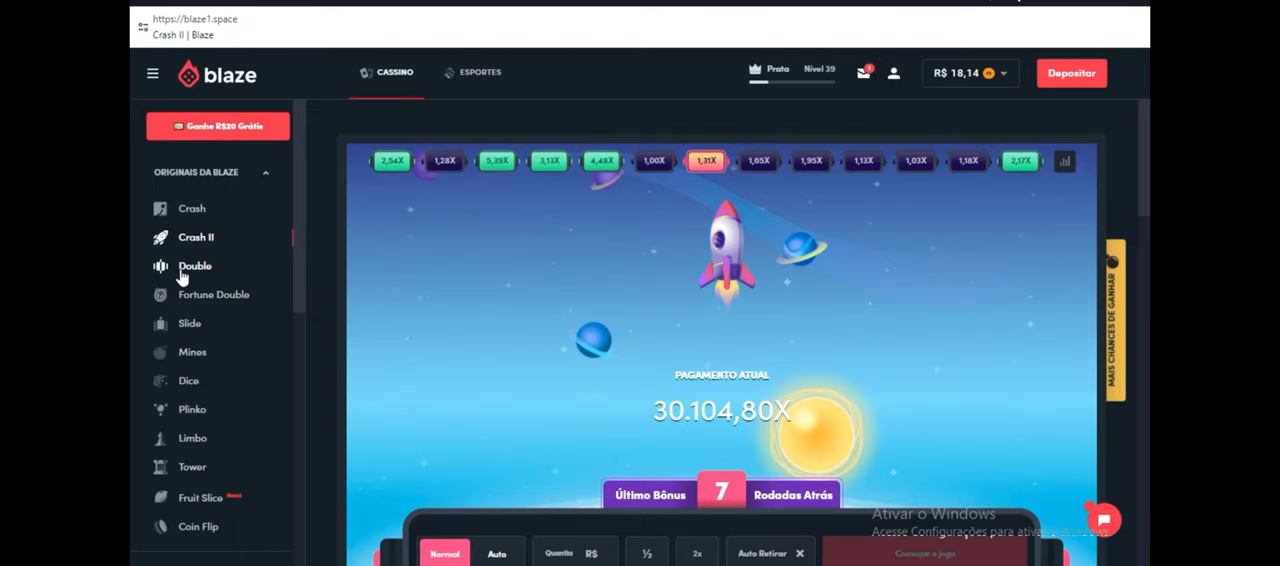 https://blaze1.space
Crash II | Blaze
blaze
CASSINO
ESPORTES
Prata
Nível 39
1
R$ 18,14
Depositar
Ganhe R$20 Grátis
ORIGINAIS DA BLAZE
Crash
Crash II
Double
Fortune Double
Slide
Mines
Dice
Plinko
Limbo
Tower
Fruit Slice
Coin Flip
2,54X 1,28X 5,39X 3,13X 4,48X 1,00X 1,31X 1,65X 1,95X 1,13X 1,03X 1,18X 2,17X
PAGAMENTO ATUAL
30.104,80X
Último Bônus 7 Rodadas Atrás
MAIS CHANCES DE GANHAR
Ativar o Windows
Acesse Configurações para ativar o Windows.
Normal Auto Quantia R$ ½ 2x Auto Retirar X Começar o jogo